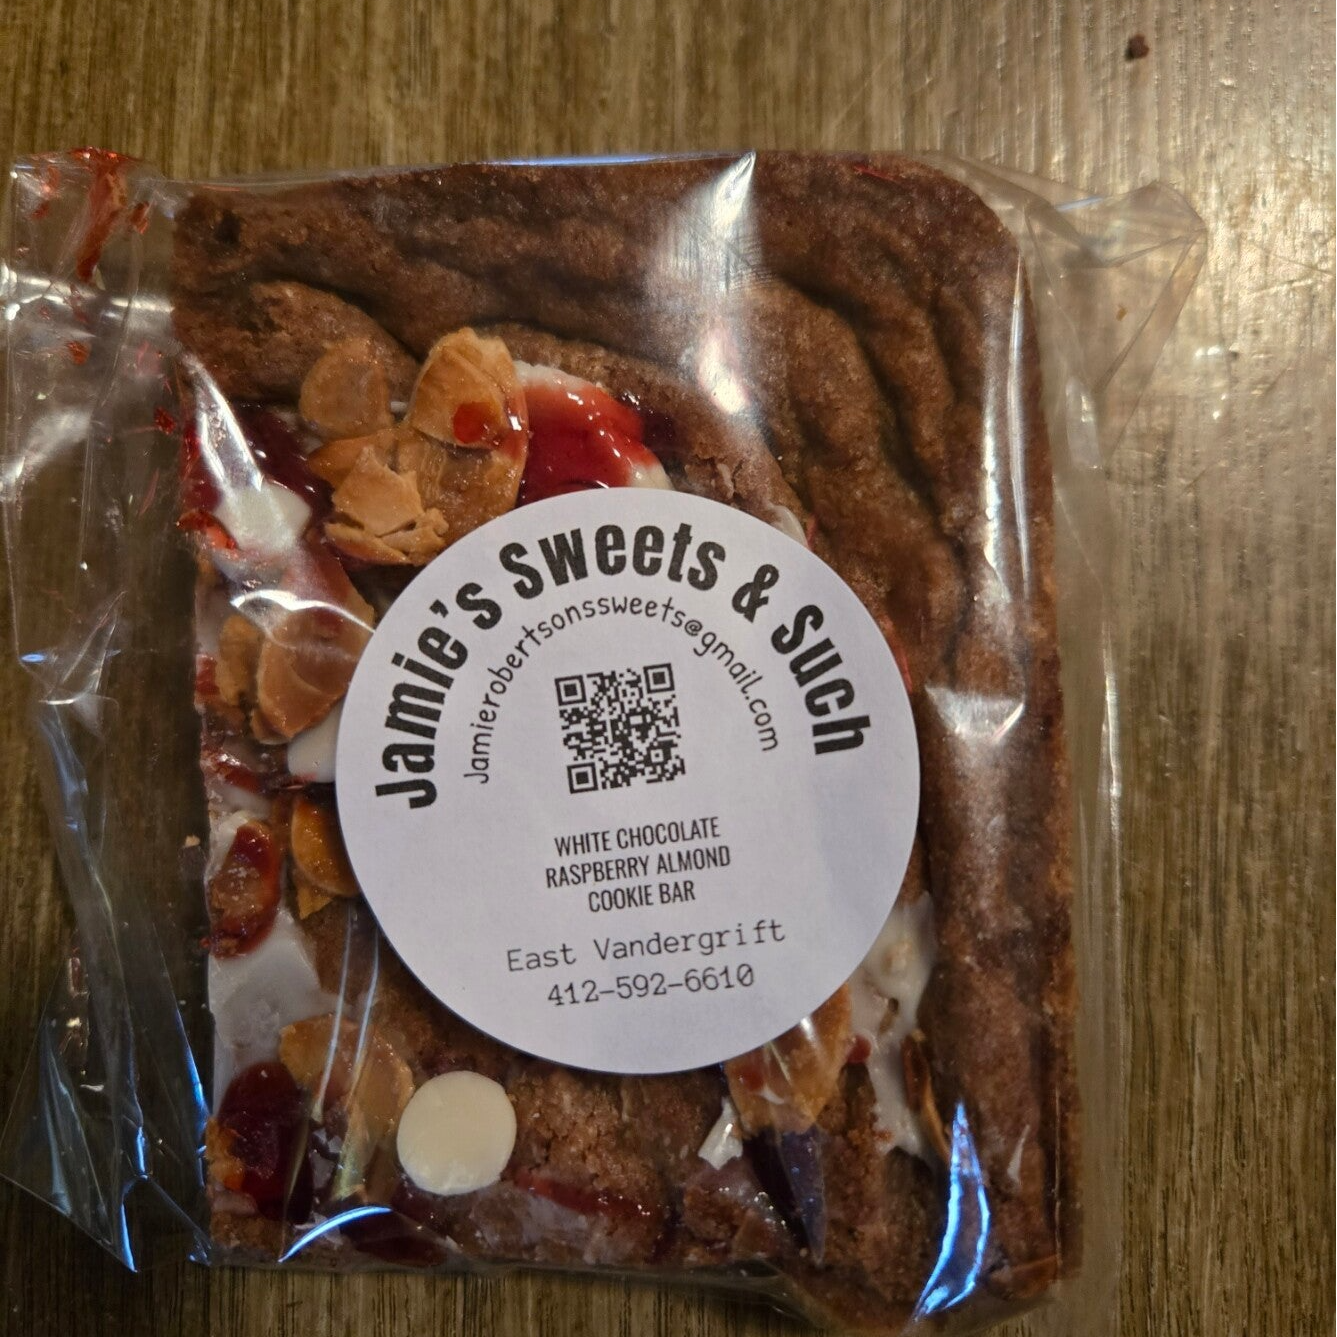 Jamie's Sweets & Such
Jamierobertsonssweets@gmail.com
WHITE CHOCOLATE
RASPBERRY ALMOND
COOKIE BAR
East Vandergrift
412-592-6610